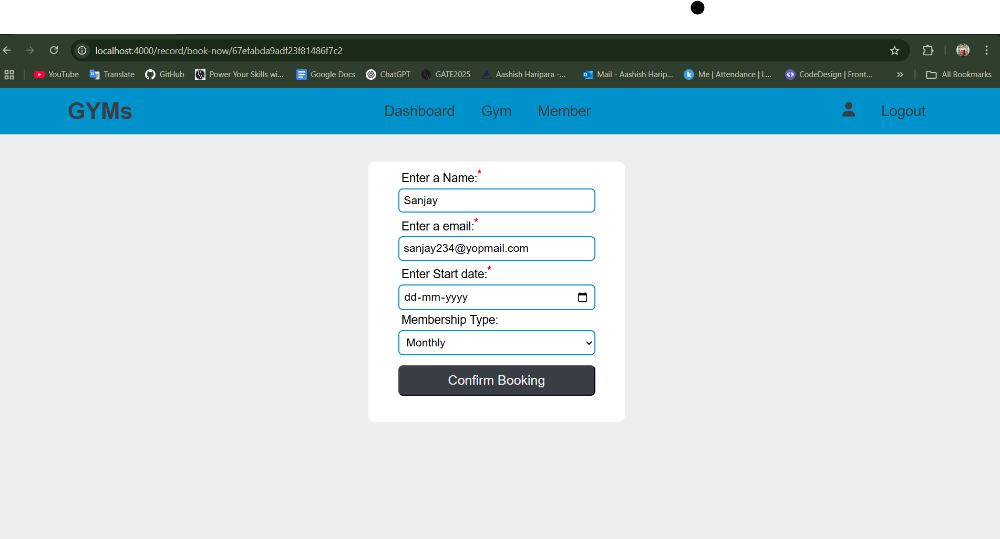 localhost:4000/record/book-now/67efabda9adf23f81486f7c2
YouTube Translate GitHub Power Your Skills wi... Google Docs ChatGPT GATE2025 Aashish Haripara -... Mail - Aashish Harip... Me | Attendance | L... CodeDesign | Front... » All Bookmarks
GYMs Dashboard Gym Member Logout
Enter a Name:*
Sanjay
Enter a email:*
sanjay234@yopmail.com
Enter Start date:*
dd-mm-yyyy
Membership Type:
Monthly
Confirm Booking